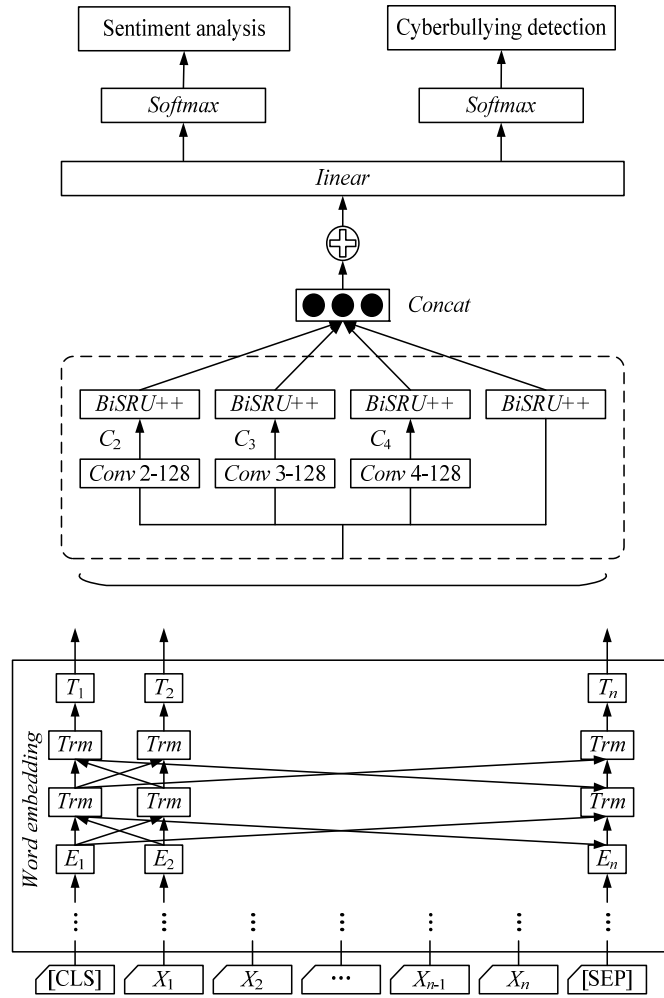 Sentiment analysis Cyberbullying detection
Softmax Softmax
Iinear
Concat
BiSRU++ BiSRU++ BiSRU++ BiSRU++
C2 C3 C4
Conv 2-128 Conv 3-128 Conv 4-128
Word embedding
T1 T2 Tn
Trm Trm Trm
Trm Trm Trm
E1 E2 En
[CLS] X1 X2 ... Xn-1 Xn [SEP]